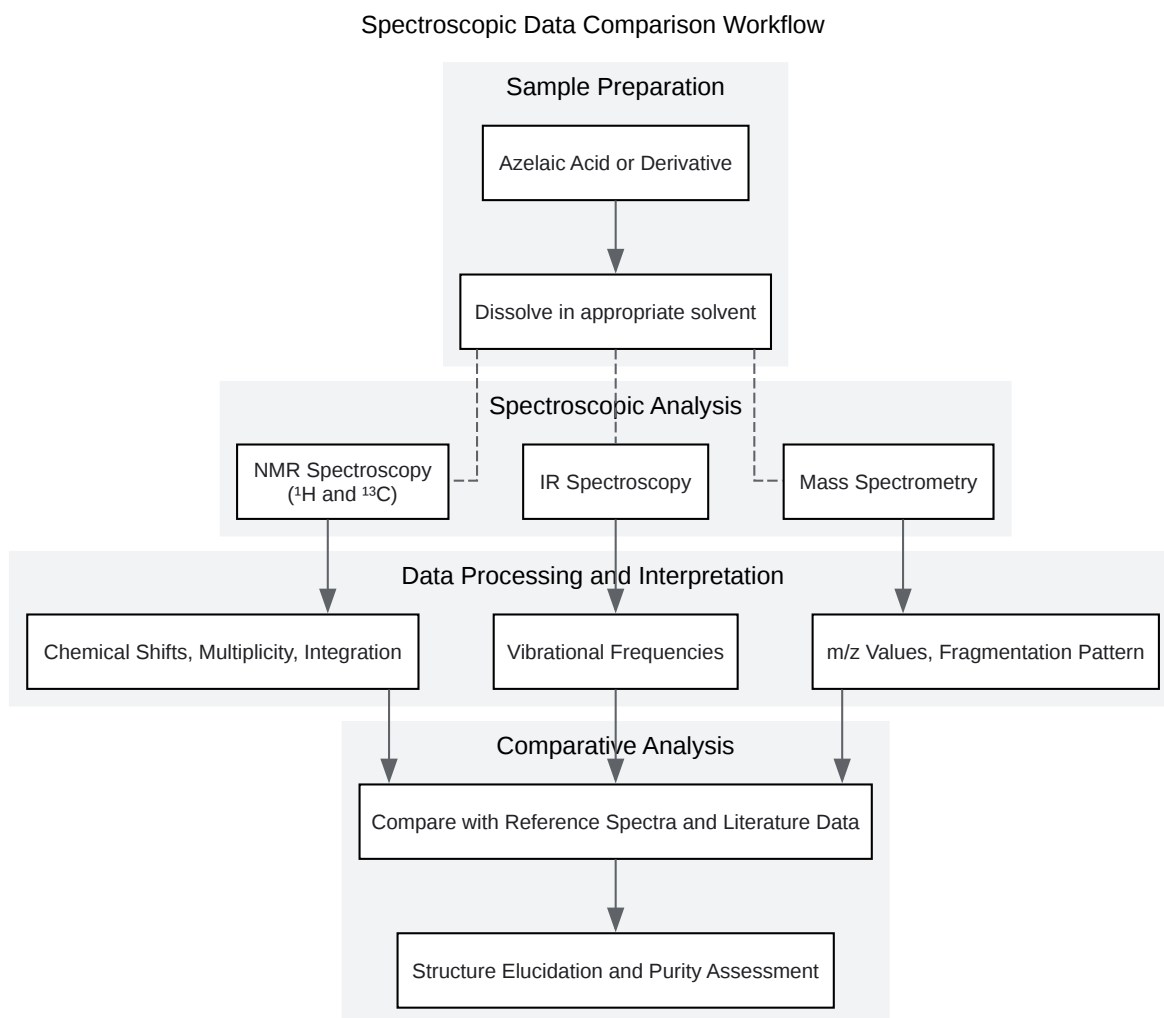 Spectroscopic Data Comparison Workflow
Sample Preparation
Azelaic Acid or Derivative
Dissolve in appropriate solvent
Spectroscopic Analysis
NMR Spectroscopy
(¹H and ¹³C)
IR Spectroscopy
Mass Spectrometry
Data Processing and Interpretation
Chemical Shifts, Multiplicity, Integration
Vibrational Frequencies
m/z Values, Fragmentation Pattern
Comparative Analysis
Compare with Reference Spectra and Literature Data
Structure Elucidation and Purity Assessment